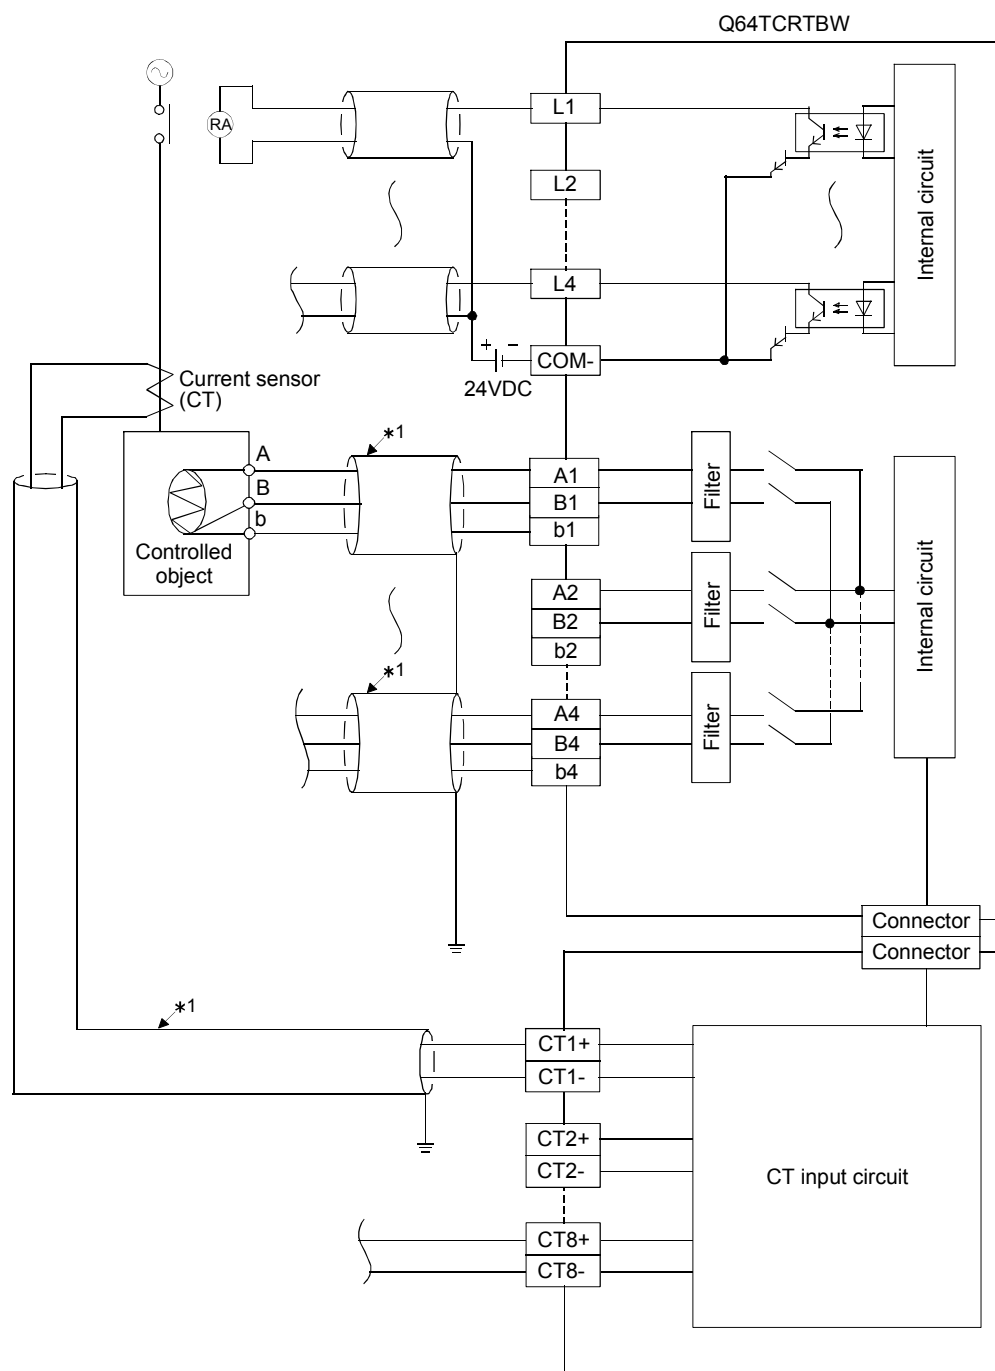 Q64TCRTBW
RA
L1
L2
L4
COM-
+ −
24VDC
Internal circuit
Current sensor
(CT)
*1
A
B
b
Controlled
object
A1
B1
b1
Filter
A2
B2
b2
Filter
Internal circuit
*1
A4
B4
b4
Filter
Connector
Connector
*1
CT1+
CT1-
CT2+
CT2-
CT input circuit
CT8+
CT8-